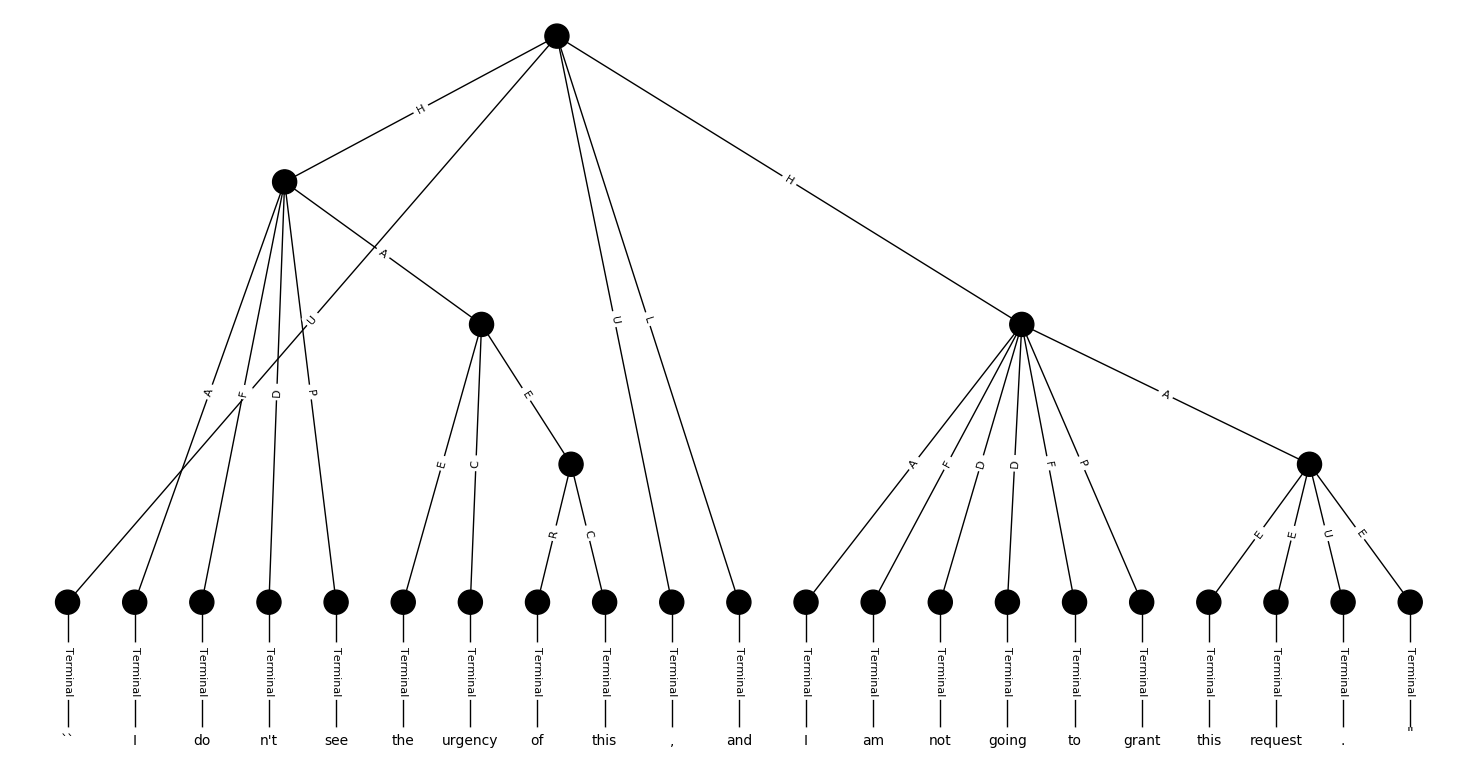 H
H
A
U
U
L
A
F
D
P
A
E
E
C
A
F
D
D
F
P
R
C
E
E
U
E
Terminal Terminal Terminal Terminal Terminal Terminal Terminal Terminal Terminal Terminal Terminal Terminal Terminal Terminal Terminal Terminal Terminal Terminal Terminal Terminal Terminal
`` I do n't see the urgency of this , and I am not going to grant this request . "